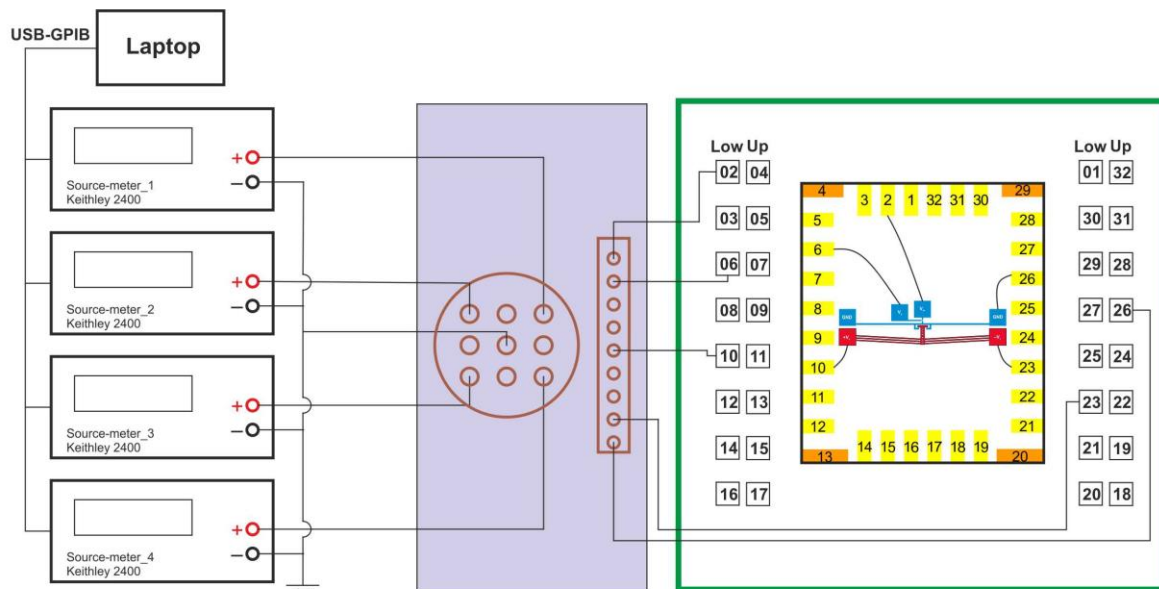 USB-GPIB
Laptop
+
−
Source-meter_1
Keithley 2400
+
−
Source-meter_2
Keithley 2400
+
−
Source-meter_3
Keithley 2400
+
−
Source-meter_4
Keithley 2400
Low Up
02 04
03 05
06 07
08 09
10 11
12 13
14 15
16 17
4 3 2 1 32 31 30 29
5 28
6 27
7 26
8 25
9 24
10 23
11 22
12 21
13 14 15 16 17 18 19 20
GND
GND
Low Up
01 32
30 31
29 28
27 26
25 24
23 22
21 19
20 18